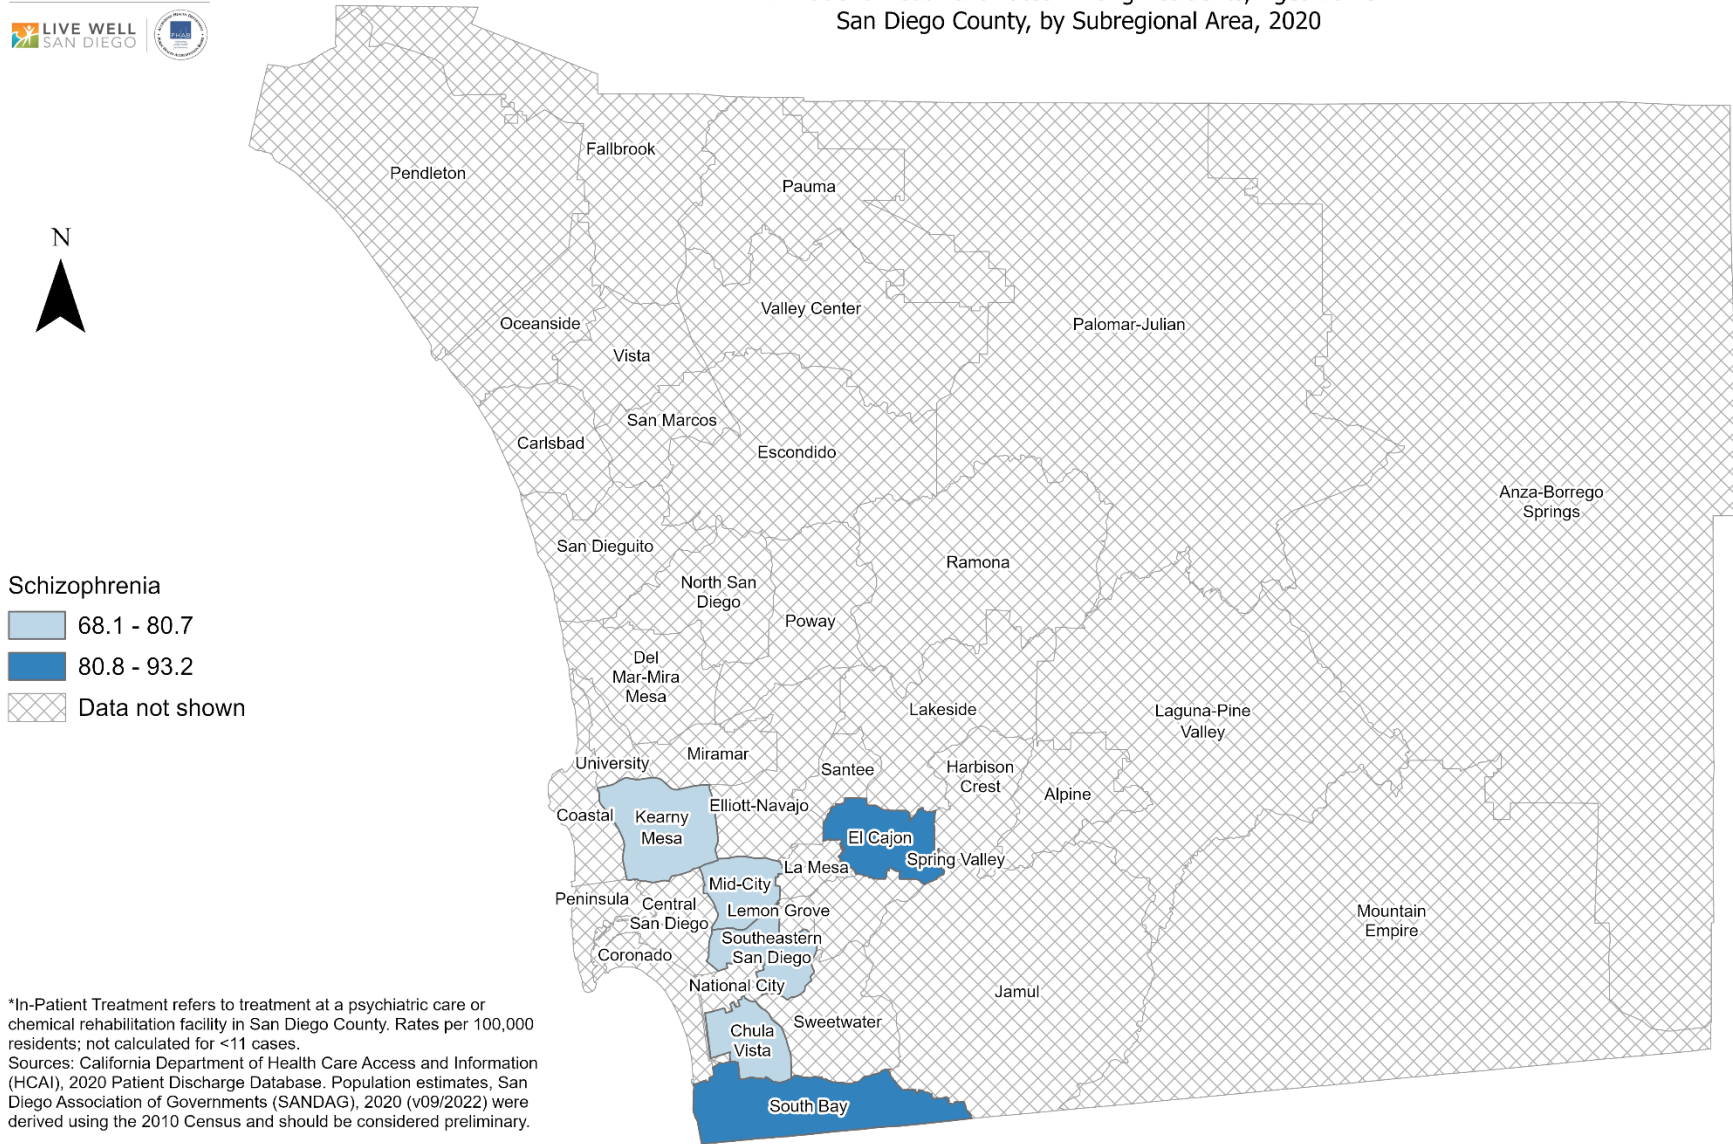 LIVE WELL
SAN DIEGO
PHAB
San Diego County, by Subregional Area, 2020
N
Fallbrook
Pendleton
Pauma
Valley Center
Oceanside
Palomar-Julian
Vista
San Marcos
Carlsbad
Escondido
Anza-Borrego
Springs
San Dieguito
Ramona
North San
Diego
Poway
Del
Mar-Mira
Mesa
Lakeside
Laguna-Pine
Valley
Miramar
University
Santee
Harbison
Crest
Alpine
Elliott-Navajo
Coastal
Kearny
Mesa
El Cajon
Spring Valley
La Mesa
Mid-City
Peninsula
Central
San Diego
Lemon Grove
Mountain
Empire
Southeastern
San Diego
Coronado
National City
Jamul
Sweetwater
Chula
Vista
South Bay
Schizophrenia
68.1 - 80.7
80.8 - 93.2
Data not shown
*In-Patient Treatment refers to treatment at a psychiatric care or
chemical rehabilitation facility in San Diego County. Rates per 100,000
residents; not calculated for <11 cases.
Sources: California Department of Health Care Access and Information
(HCAI), 2020 Patient Discharge Database. Population estimates, San
Diego Association of Governments (SANDAG), 2020 (v09/2022) were
derived using the 2010 Census and should be considered preliminary.